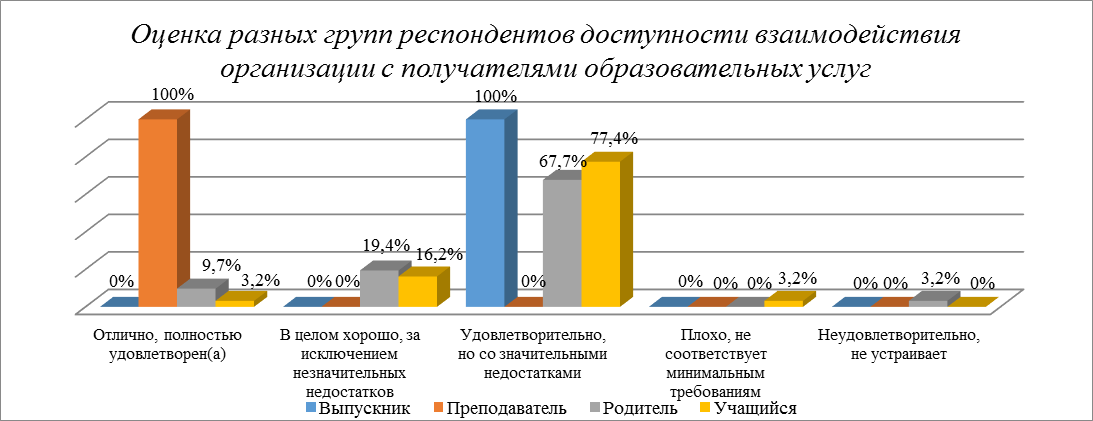 Оценка разных групп респондентов доступности взаимодействия
организации с получателями образовательных услуг
100%
100%
77,4%
67,7%
19,4%
16,2%
9,7%
3,2%
3,2%
3,2%
0%
0% 0%
0%
0% 0% 0%
0% 0%
0%
Отлично, полностью
удовлетворен(а)
В целом хорошо, за
исключением
незначительных
недостатков
Удовлетворительно,
но со значительными
недостатками
Плохо, не
соответствует
минимальным
требованиям
Неудовлетворительно,
не устраивает
Выпускник Преподаватель Родитель Учащийся